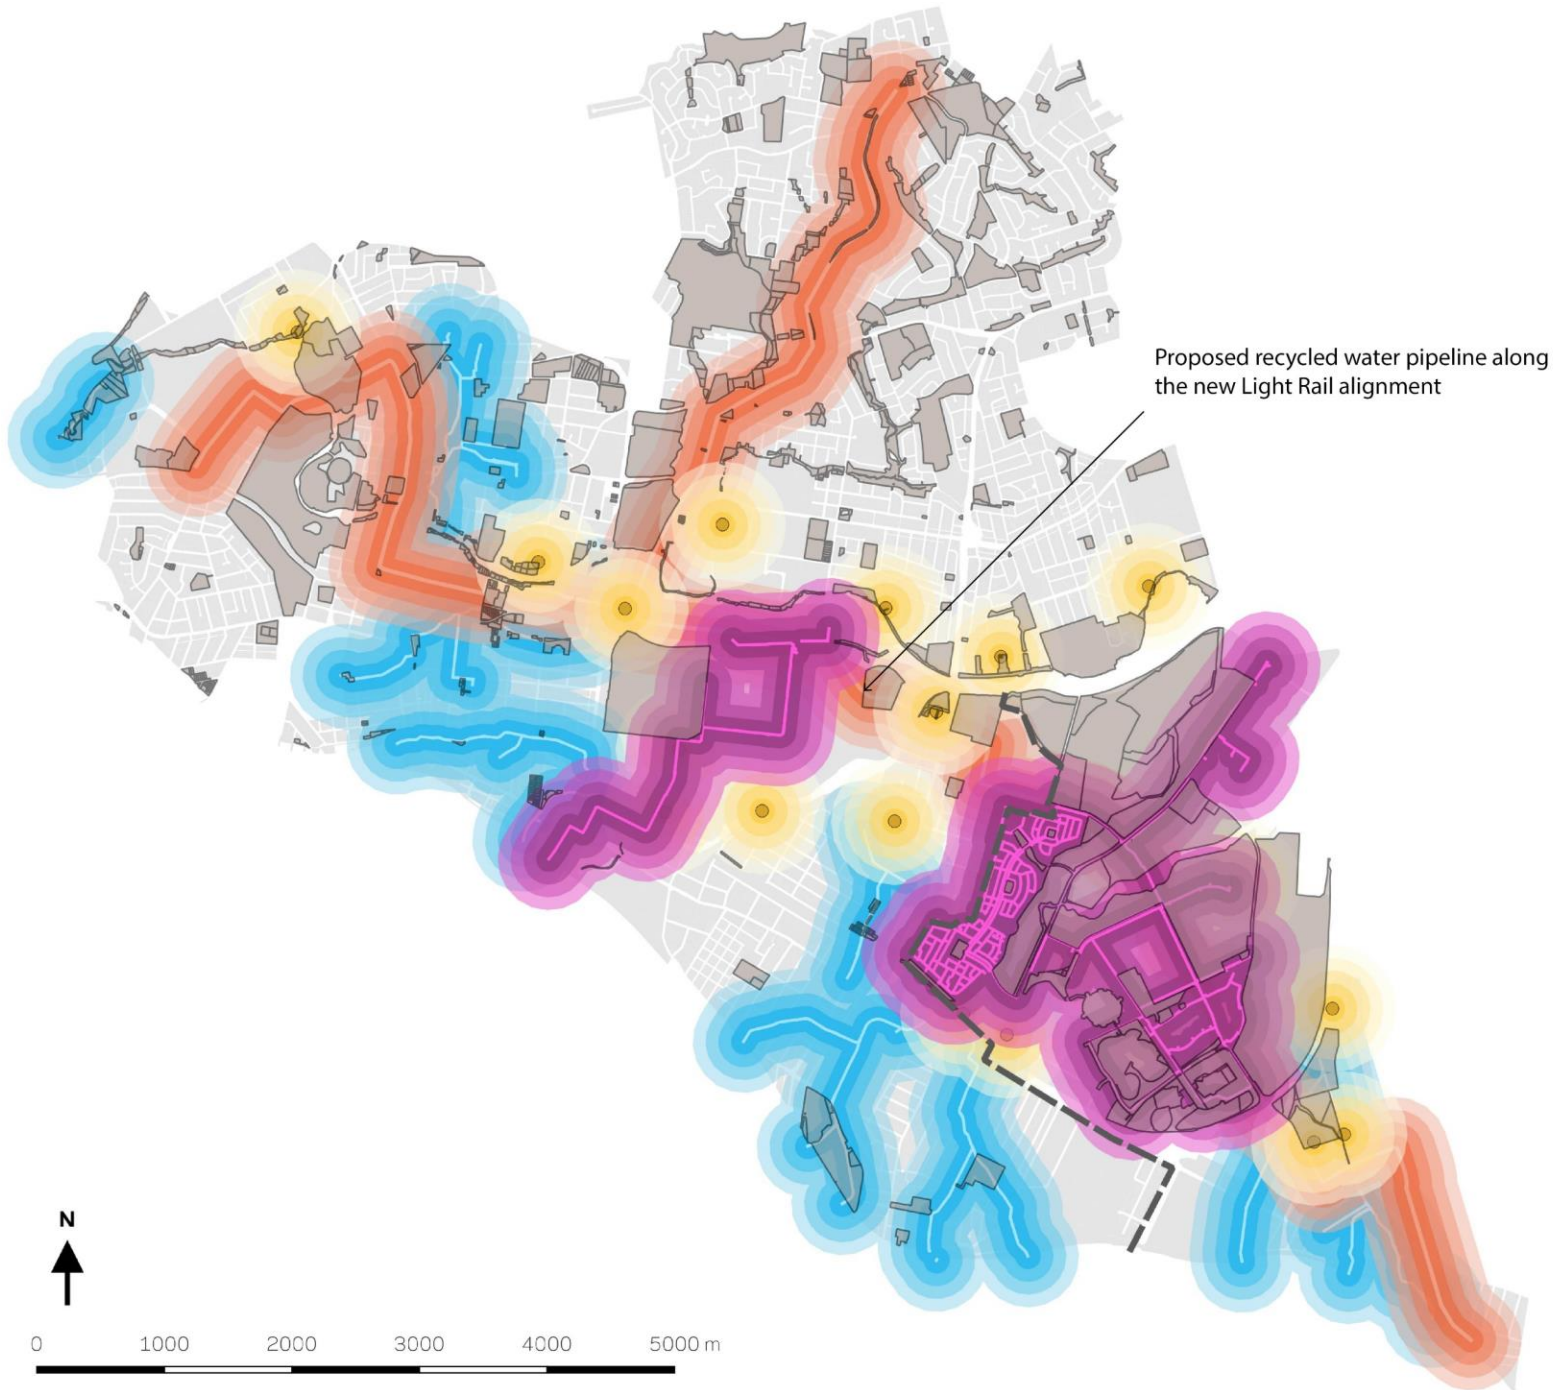 Proposed recycled water pipeline along
the new Light Rail alignment
N
0 1000 2000 3000 4000 5000 m